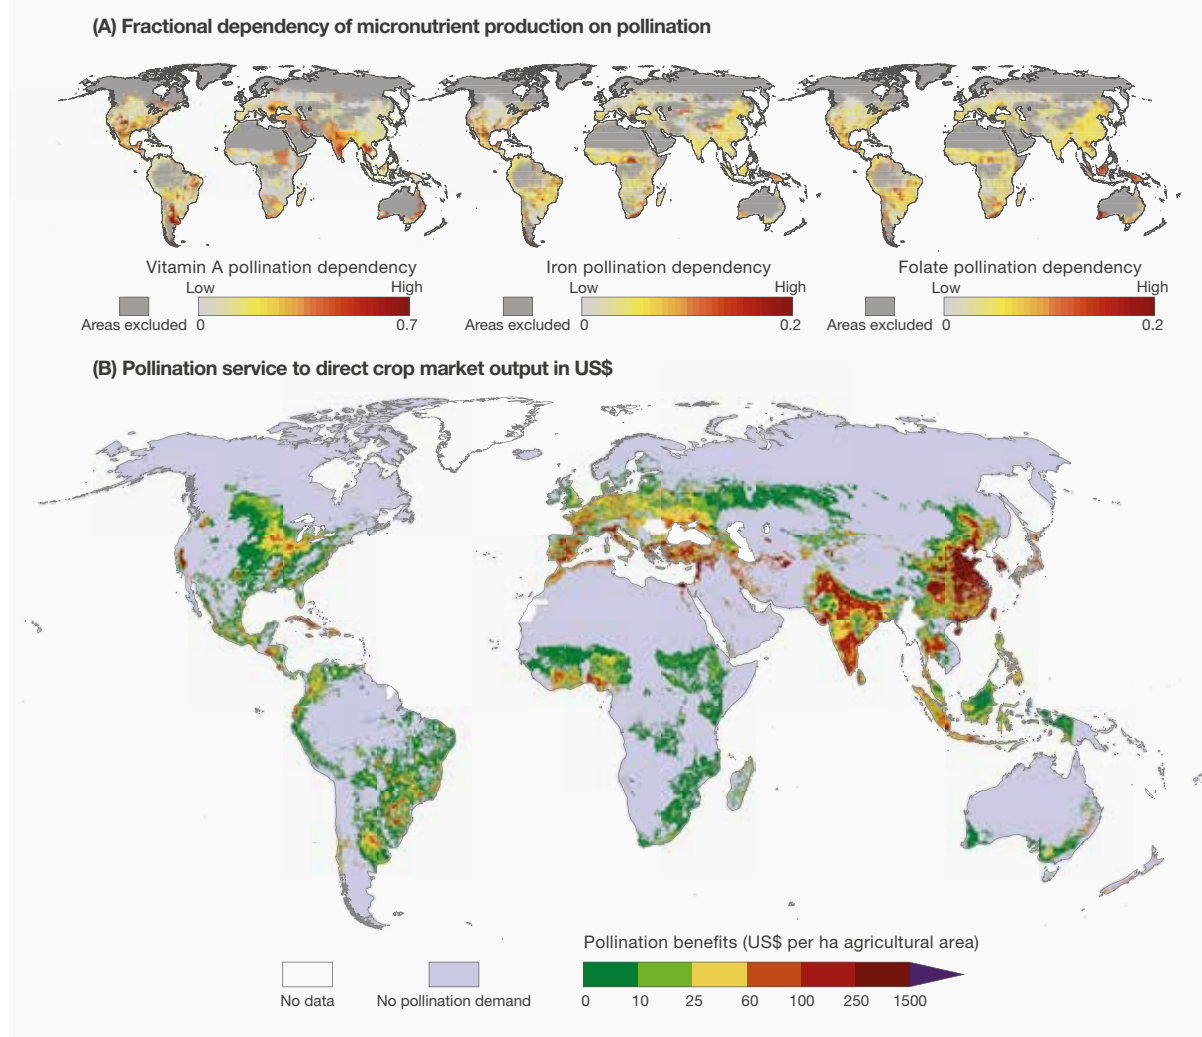 (A) Fractional dependency of micronutrient production on pollination
Vitamin A pollination dependency
Low High
Areas excluded 0 0.7
Iron pollination dependency
Low High
Areas excluded 0 0.2
Folate pollination dependency
Low High
Areas excluded 0 0.2
(B) Pollination service to direct crop market output in US$
Pollination benefits (US$ per ha agricultural area)
No data No pollination demand 0 10 25 60 100 250 1500